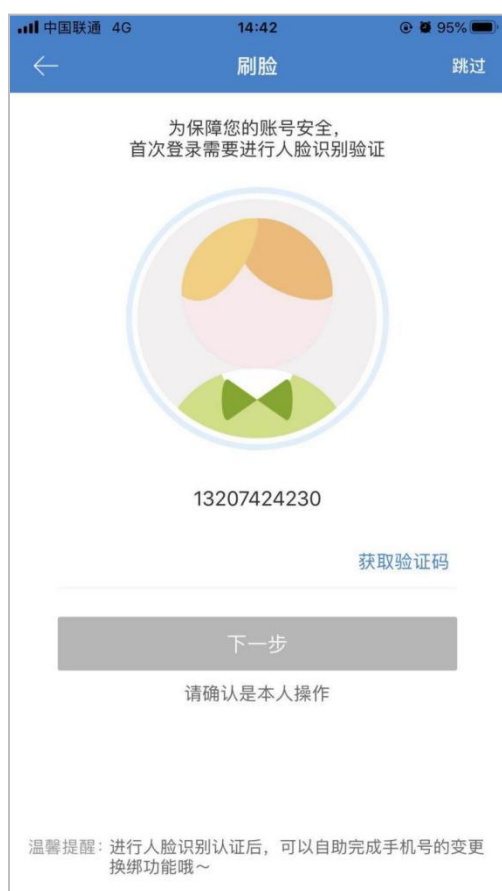 中国联通 4G 14:42 95%
刷脸 跳过
为保障您的账号安全，
首次登录需要进行人脸识别验证
13207424230
获取验证码
下一步
请确认是本人操作
温馨提醒：进行人脸识别认证后，可以自助完成手机号的变更
换绑功能哦～